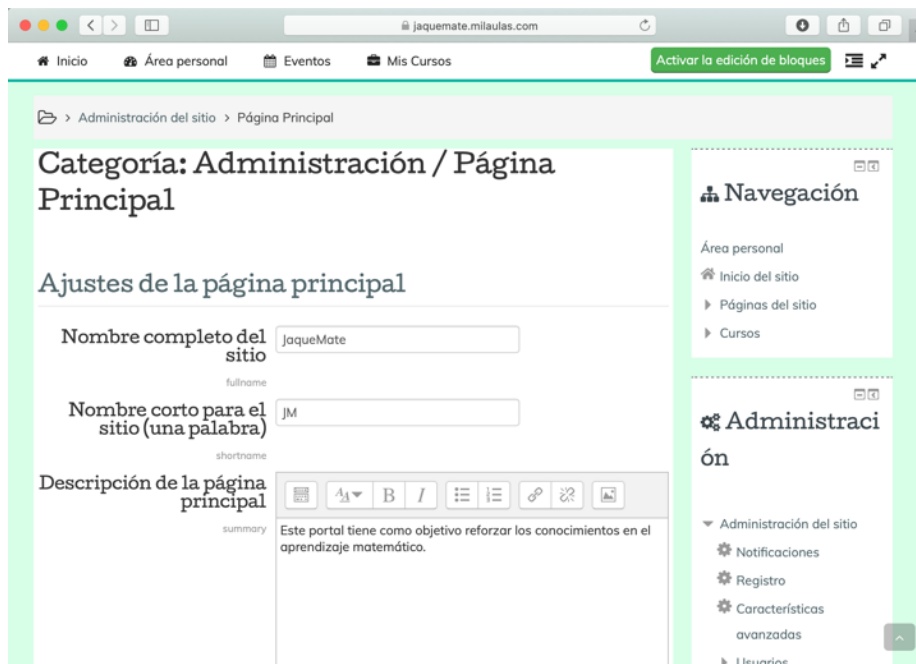 jaquemate.milaulas.com
Inicio Área personal Eventos Mis Cursos Activar la edición de bloques
Administración del sitio > Página Principal
Categoría: Administración / Página
Principal
Ajustes de la página principal
Nombre completo del
sitio
JaqueMate
fullname
Nombre corto para el
sitio (una palabra)
JM
shortname
Descripción de la página
principal
summary
B I
Este portal tiene como objetivo reforzar los conocimientos en el
aprendizaje matemático.
Navegación
Área personal
Inicio del sitio
Páginas del sitio
Cursos
Administraci
ón
Administración del sitio
Notificaciones
Registro
Características
avanzadas
Usuarios